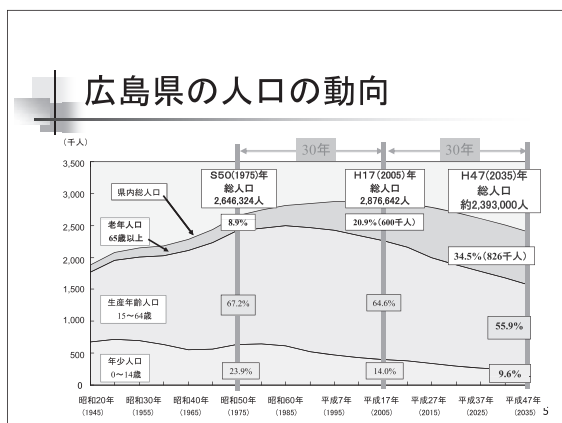 広島県の人口の動向
(千人)
30年
30年
3,500
3,000
2,500
2,000
1,500
1,000
500
0
S50(1975)年
総人口
2,646,324人
H17(2005)年
総人口
2,876,642人
H47(2035)年
総人口
約2,393,000人
県内総人口
老年人口
65歳以上
8.9%
20.9%(600千人)
34.5%(826千人)
生産年齢人口
15~64歳
67.2%
64.6%
55.9%
年少人口
0~14歳
23.9%
14.0%
9.6%
昭和20年 昭和30年 昭和40年 昭和50年 昭和60年 平成7年 平成17年 平成27年 平成37年 平成47年
(1945) (1955) (1965) (1975) (1985) (1995) (2005) (2015) (2025) (2035)
5